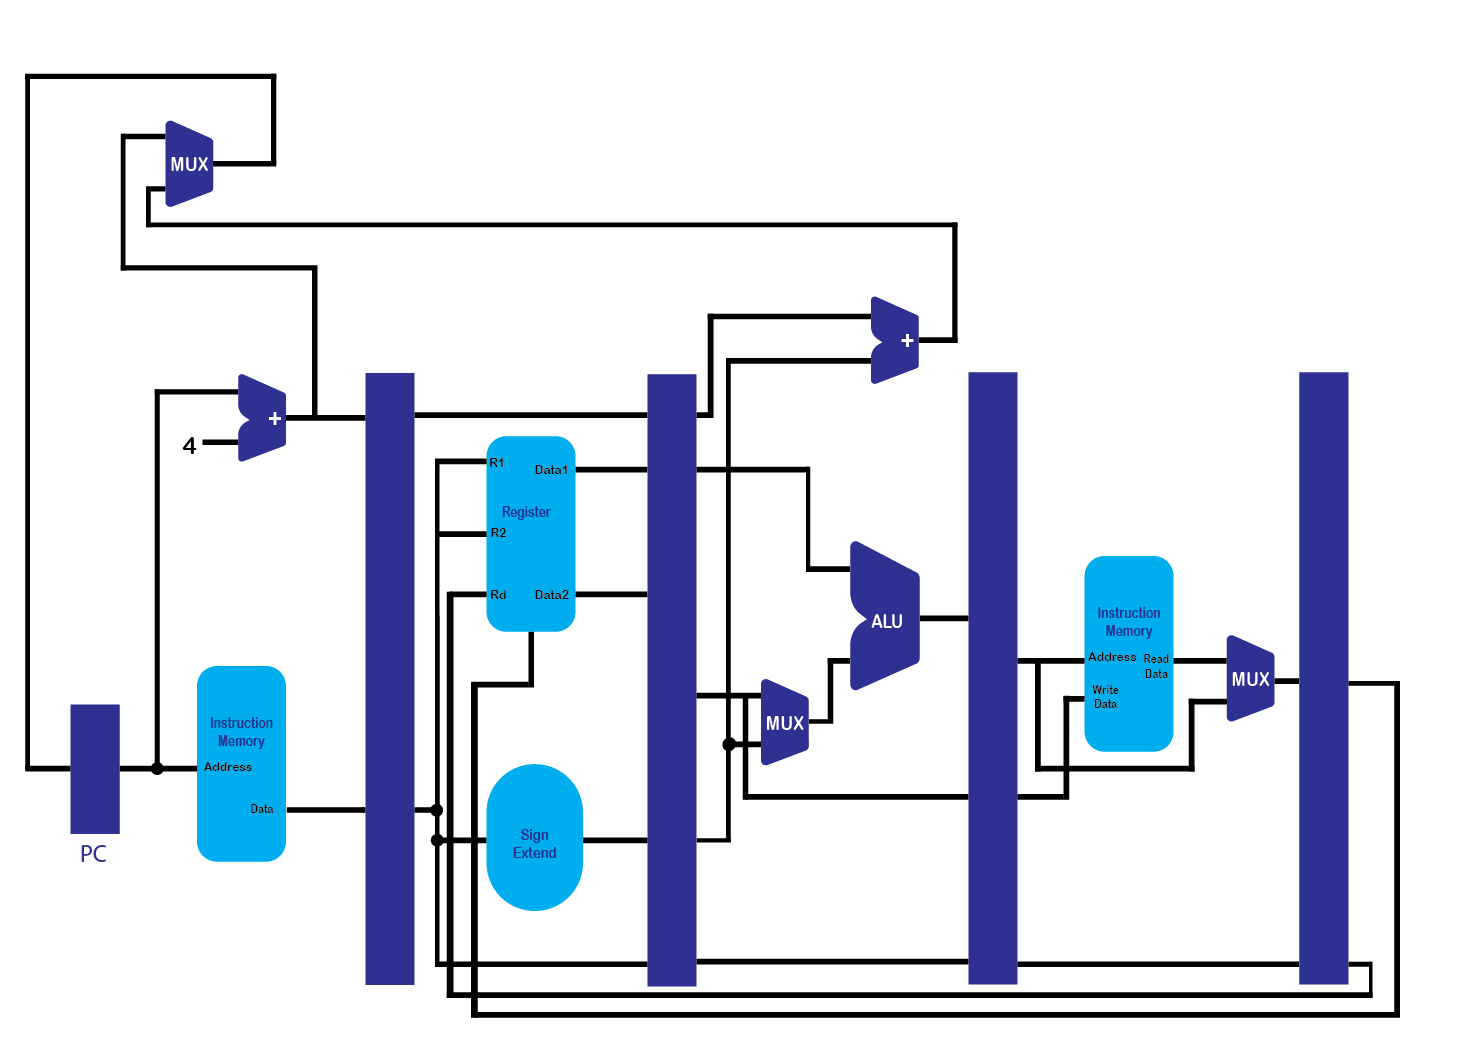 MUX
+
+
4
R1
Data1
Register
R2
Rd
Data2
ALU
Instruction
Memory
Address
Read
Data
Write
Data
MUX
MUX
Instruction
Memory
Address
Data
Sign
Extend
PC